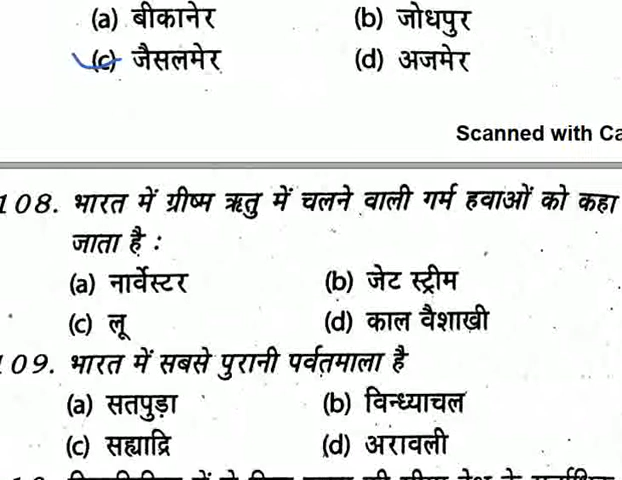 (a) बीकानेर (b) जोधपुर
(c) जैसलमेर (d) अजमेर
Scanned with Ca
108. भारत में ग्रीष्म ऋतु में चलने वाली गर्म हवाओं को कहा
जाता है :
(a) नार्वेस्टर (b) जेट स्ट्रीम
(c) लू (d) काल वैशाखी
109. भारत में सबसे पुरानी पर्वतमाला है
(a) सतपुड़ा (b) विन्ध्याचल
(c) सह्याद्रि (d) अरावली